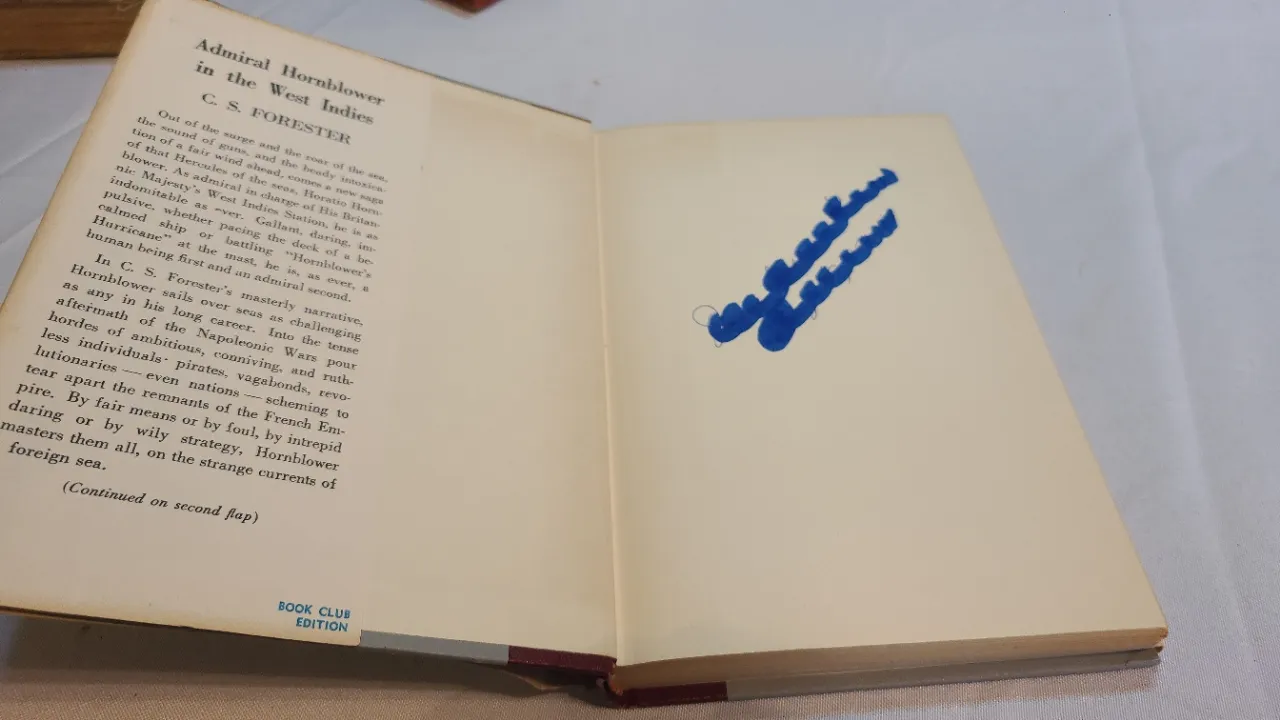 Admiral Hornblower
in the West Indies
C. S. FORESTER
Out of the surge and the roar of the sea,
the sound of guns, and the heady intoxica-
tion of a fair wind ahead, comes a new saga
of that Hercules of the seas, Horatio Horn-
blower. As admiral in charge of His Britan-
nic Majesty's West Indies Station, he is as
indomitable as ever. Gallant, daring, im-
pulsive, whether pacing the deck of a be-
calmed ship or battling "Hornblower's
Hurricane" at the mast, he is, as ever, a
human being first and an admiral second.
In C. S. Forester's masterly narrative,
Hornblower sails over seas as challenging
as any in his long career. Into the tense
aftermath of the Napoleonic Wars pour
hordes of ambitious, conniving, and ruth-
less individuals- pirates, vagabonds, revo-
lutionaries — even nations — scheming to
tear apart the remnants of the French Em-
pire. By fair means or by foul, by intrepid
daring or by wily strategy, Hornblower
masters them all, on the strange currents of
foreign sea.
(Continued on second flap)
BOOK CLUB
EDITION